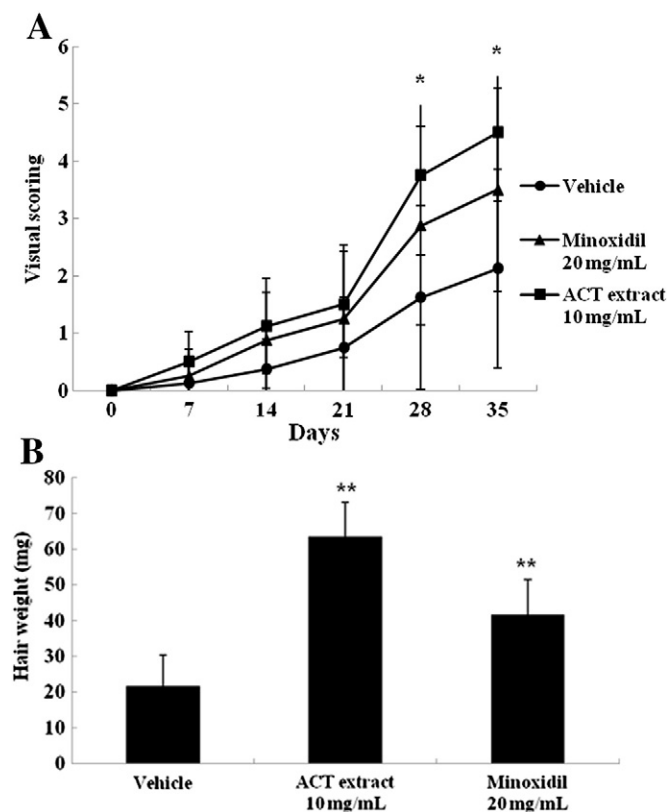 A
6
5
4
3
2
1
0
Visual scoring
* *
0 7 14 21 28 35
Days
Vehicle
Minoxidil
20 mg/mL
ACT extract
10 mg/mL
B
80
70
60
50
40
30
20
10
0
Hair weight (mg)
** **
Vehicle ACT extract Minoxidil
10 mg/mL 20 mg/mL